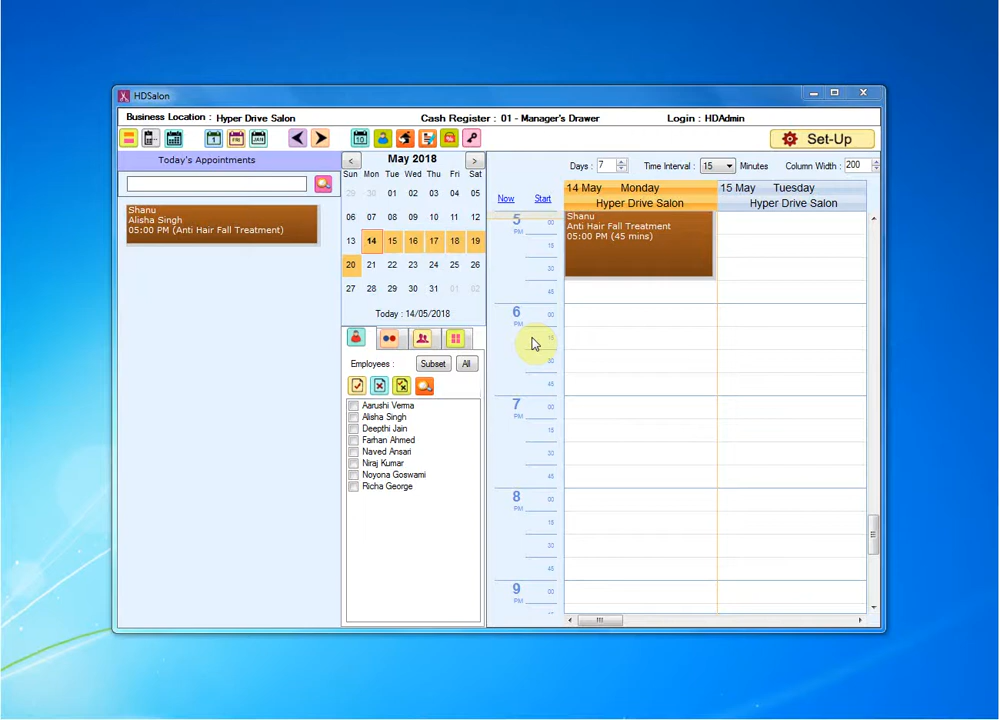 HDSalon
Business Location : Hyper Drive Salon Cash Register : 01 - Manager's Drawer Login : HDAdmin
10 1 FRI JAN 10 Set-Up
Today's Appointments
Shanu
Alisha Singh
05:00 PM (Anti Hair Fall Treatment)
< May 2018 >
Sun Mon Tue Wed Thu Fri Sat
29 30 01 02 03 04 05
06 07 08 09 10 11 12
13 14 15 16 17 18 19
20 21 22 23 24 25 26
27 28 29 30 31 01 02
Today : 14/05/2018
Employees : Subset All
Aarushi Verma
Alisha Singh
Deepthi Jain
Farhan Ahmed
Naved Ansari
Niraj Kumar
Noyona Goswami
Richa George
Days : 7 Time Interval : 15 Minutes Column Width : 200
Now Start
14 May Monday
Hyper Drive Salon
15 May Tuesday
Hyper Drive Salon
5 PM 00
15
30
45
6 PM 00
15
30
45
7 PM 00
15
30
45
8 PM 00
15
30
45
9 PM 00
Shanu
Anti Hair Fall Treatment
05:00 PM (45 mins)